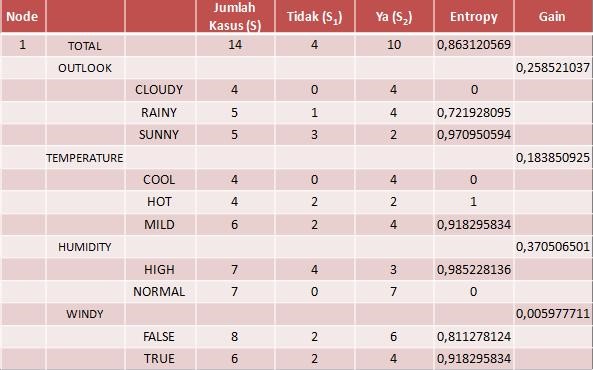 Node Jumlah Kasus (S) Tidak (S₁) Ya (S₂) Entropy Gain
1 TOTAL 14 4 10 0,863120569
OUTLOOK 0,258521037
CLOUDY 4 0 4 0
RAINY 5 1 4 0,721928095
SUNNY 5 3 2 0,970950594
TEMPERATURE 0,183850925
COOL 4 0 4 0
HOT 4 2 2 1
MILD 6 2 4 0,918295834
HUMIDITY 0,370506501
HIGH 7 4 3 0,985228136
NORMAL 7 0 7 0
WINDY 0,005977711
FALSE 8 2 6 0,811278124
TRUE 6 2 4 0,918295834